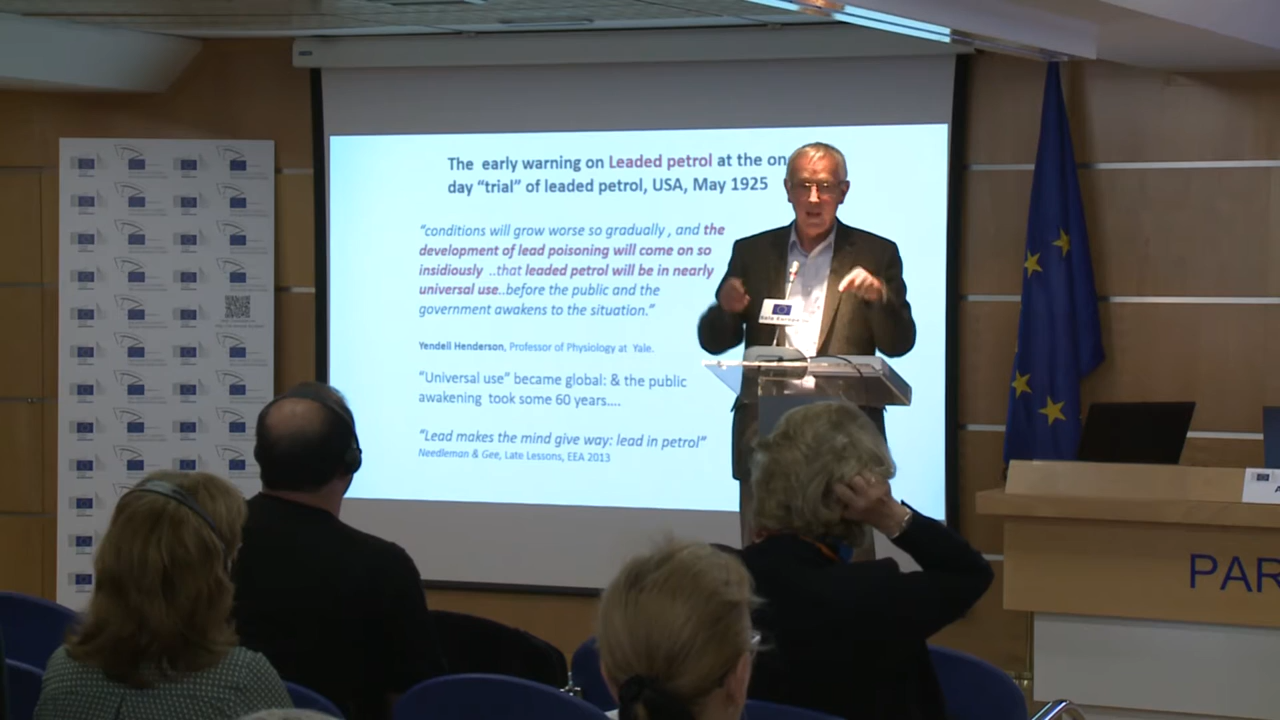 The early warning on Leaded petrol at the on
day “trial” of leaded petrol, USA, May 1925
“conditions will grow worse so gradually , and the
development of lead poisoning will come on so
insidiously ..that leaded petrol will be in nearly
universal use..before the public and the
government awakens to the situation.”
Yendell Henderson, Professor of Physiology at Yale.
“Universal use” became global: & the public
awakening took some 60 years....
“Lead makes the mind give way: lead in petrol”
Needleman & Gee, Late Lessons, EEA 2013
PAR